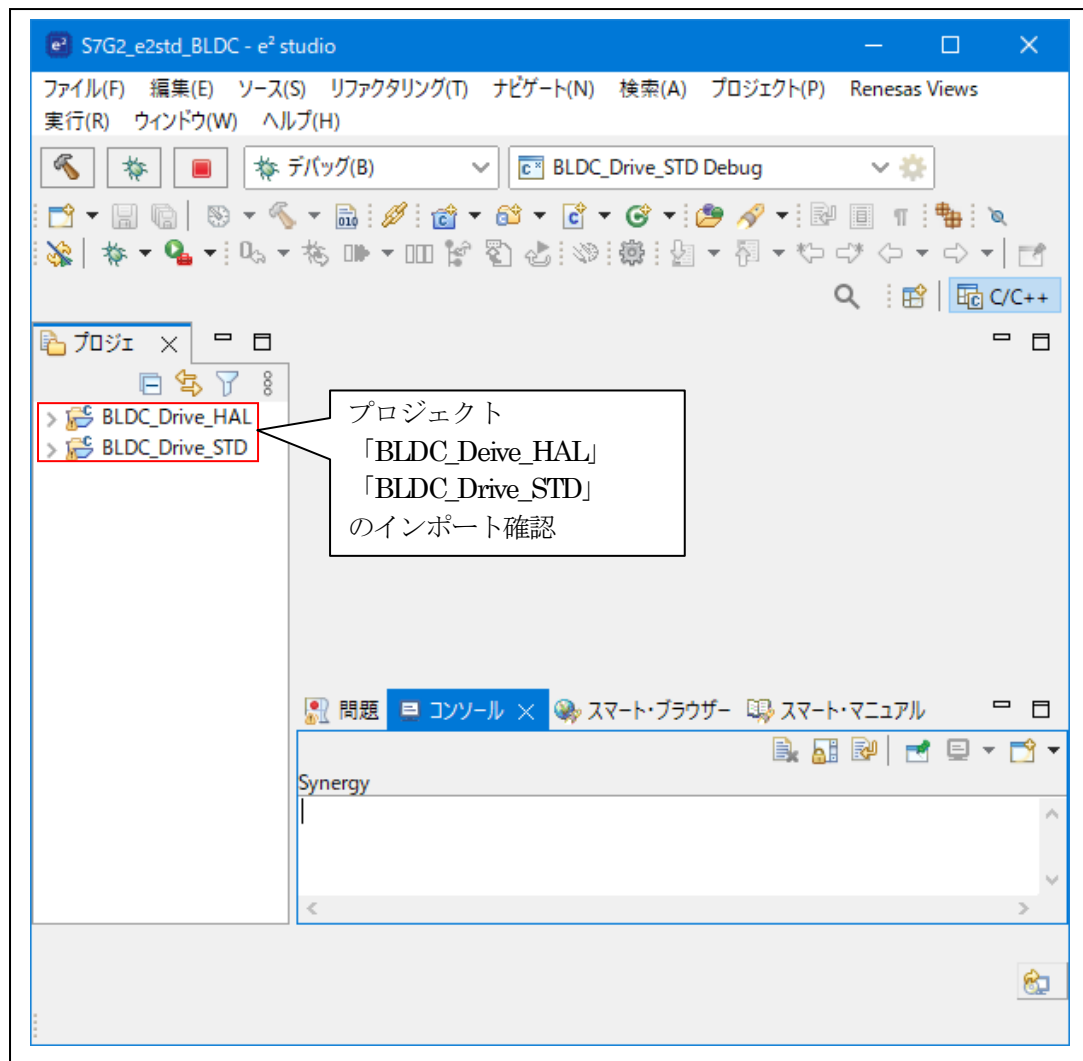 S7G2_e2std_BLDC - e² studio
ファイル(F) 編集(E) ソース(S) リファクタリング(T) ナビゲート(N) 検索(A) プロジェクト(P) Renesas Views
実行(R) ウィンドウ(W) ヘルプ(H)
デバッグ(B)
BLDC_Drive_STD Debug
C/C++
プロジェ
BLDC_Drive_HAL
BLDC_Drive_STD
プロジェクト
「BLDC_Deive_HAL」
「BLDC_Drive_STD」
のインポート確認
問題 コンソール スマート・ブラウザー スマート・マニュアル
Synergy